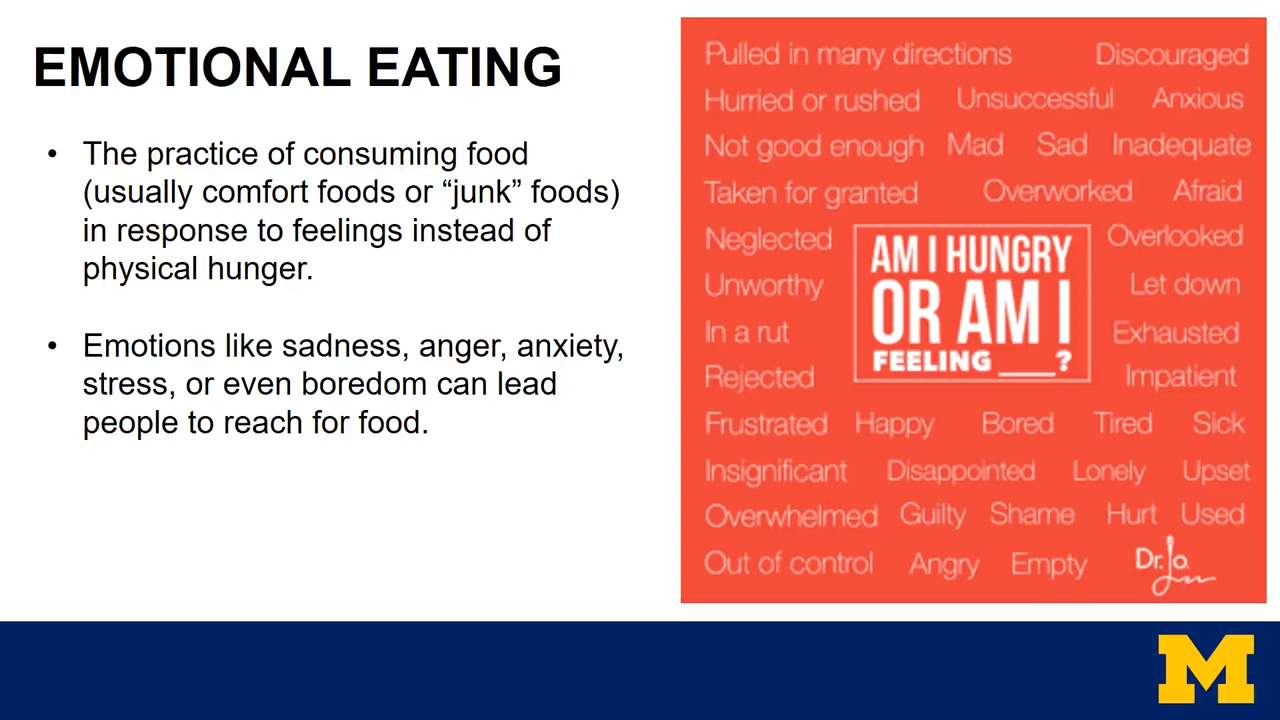 EMOTIONAL EATING
• The practice of consuming food
(usually comfort foods or “junk” foods)
in response to feelings instead of
physical hunger.
• Emotions like sadness, anger, anxiety,
stress, or even boredom can lead
people to reach for food.
Pulled in many directions Discouraged
Hurried or rushed Unsuccessful Anxious
Not good enough Mad Sad Inadequate
Taken for granted Overworked Afraid
Neglected Overlooked
Unworthy Let down
In a rut Exhausted
Rejected Impatient
AM I HUNGRY
OR AM I
FEELING ____?
Frustrated Happy Bored Tired Sick
Insignificant Disappointed Lonely Upset
Overwhelmed Guilty Shame Hurt Used
Out of control Angry Empty Dr. Jo
M